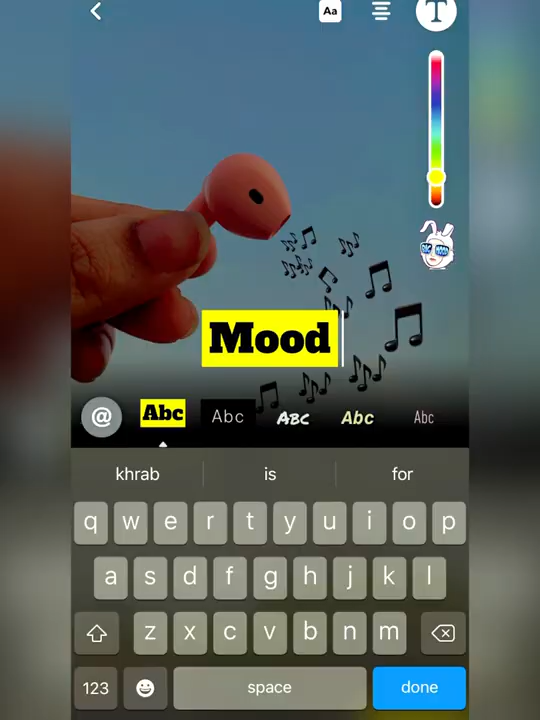 Aa
T
Mood
@
Abc
Abc
ABC
Abc
Abc
khrab is for
q w e r t y u i o p
a s d f g h j k l
z x c v b n m
123 space done